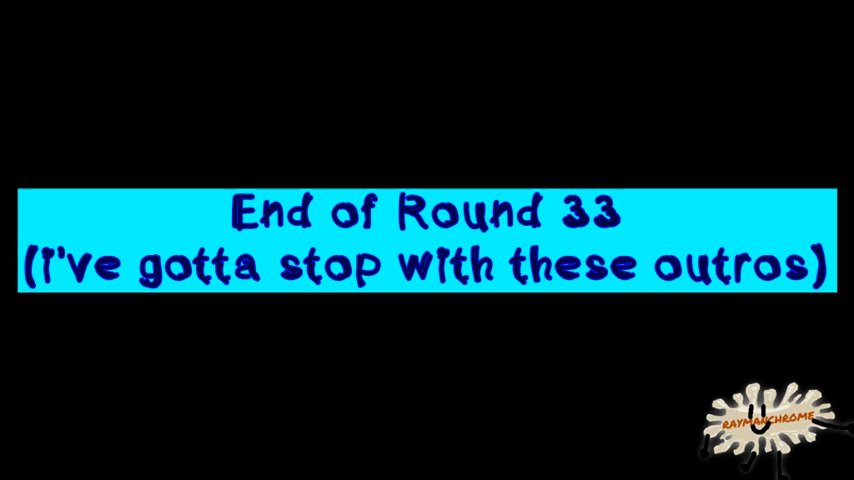 End of Round 33
(i've gotta stop with these outros)
RAYMANCHROME